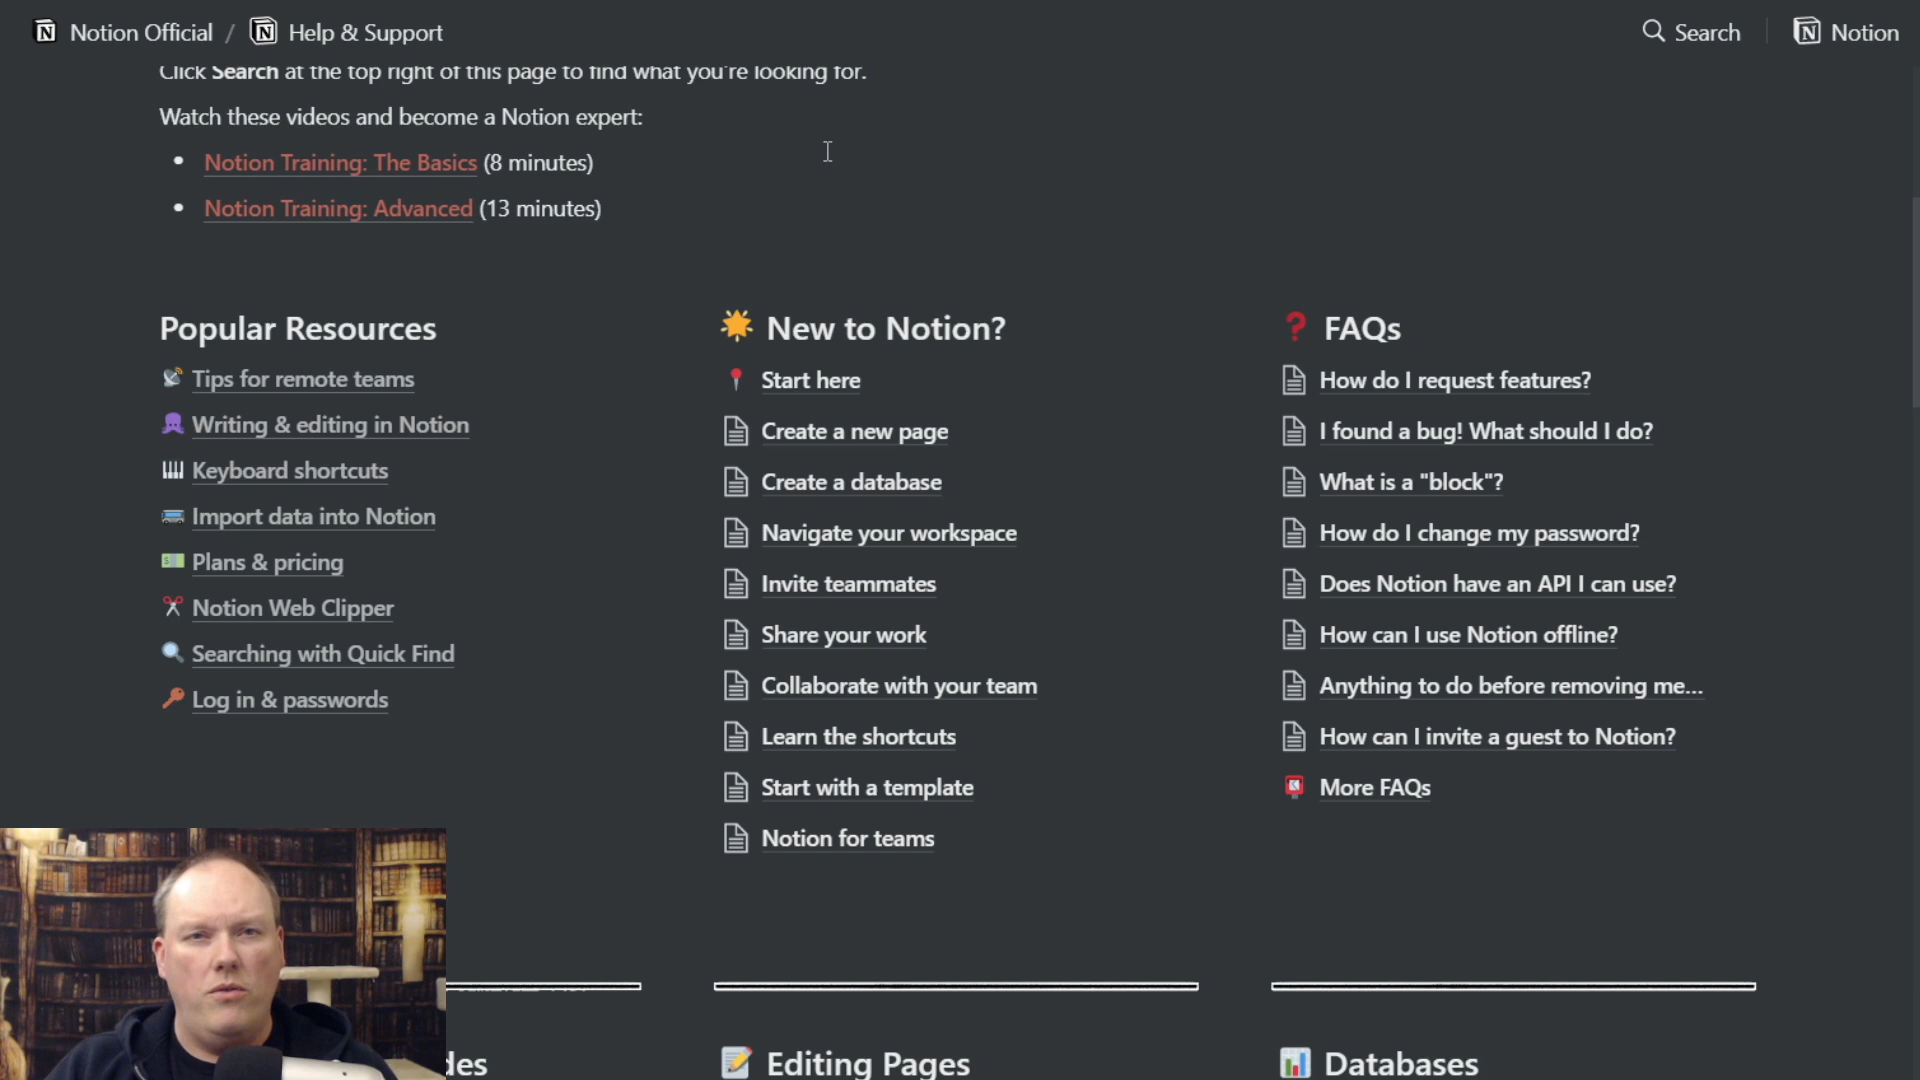 Notion Official / Help & Support
Search
Notion
Click Search at the top right of this page to find what you're looking for.
Watch these videos and become a Notion expert:
• Notion Training: The Basics (8 minutes)
• Notion Training: Advanced (13 minutes)
Popular Resources
Tips for remote teams
Writing & editing in Notion
Keyboard shortcuts
Import data into Notion
Plans & pricing
Notion Web Clipper
Searching with Quick Find
Log in & passwords
New to Notion?
Start here
Create a new page
Create a database
Navigate your workspace
Invite teammates
Share your work
Collaborate with your team
Learn the shortcuts
Start with a template
Notion for teams
FAQs
How do I request features?
I found a bug! What should I do?
What is a "block"?
How do I change my password?
Does Notion have an API I can use?
How can I use Notion offline?
Anything to do before removing me...
How can I invite a guest to Notion?
More FAQs
Editing Pages
Databases